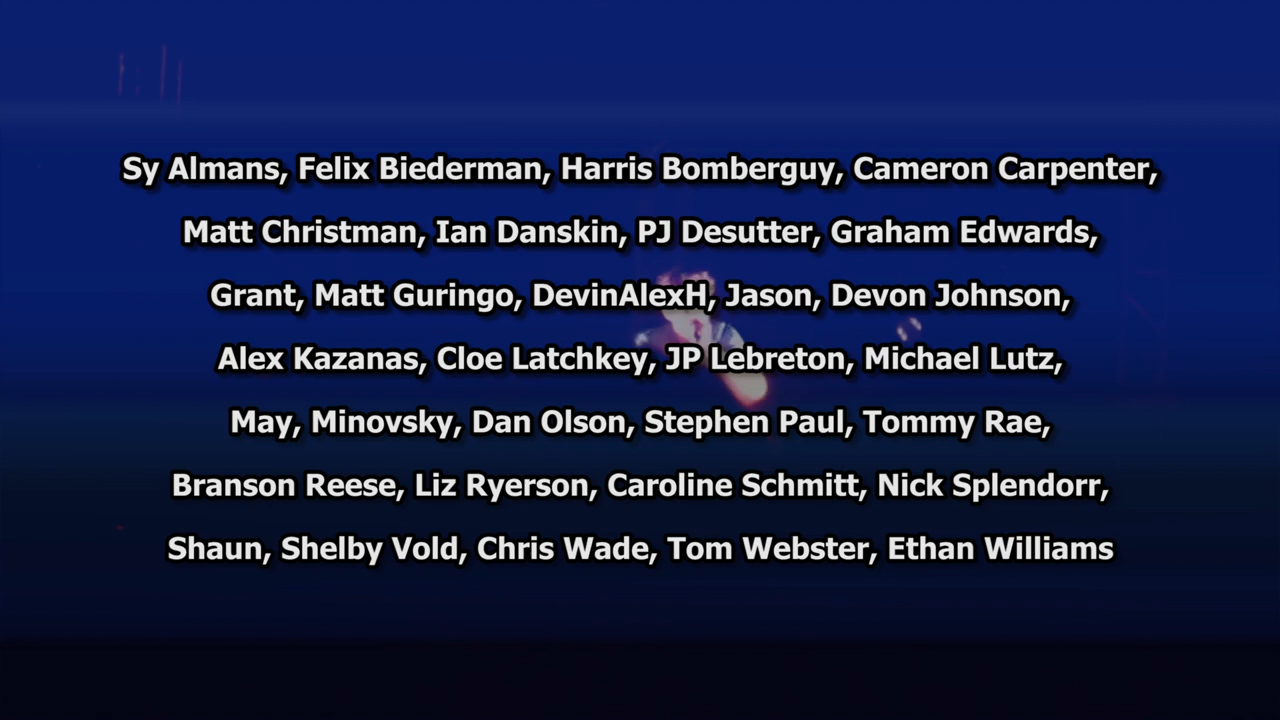 Sy Almans, Felix Biederman, Harris Bomberguy, Cameron Carpenter,
Matt Christman, Ian Danskin, PJ Desutter, Graham Edwards,
Grant, Matt Guringo, DevinAlexH, Jason, Devon Johnson,
Alex Kazanas, Cloe Latchkey, JP Lebreton, Michael Lutz,
May, Minovsky, Dan Olson, Stephen Paul, Tommy Rae,
Branson Reese, Liz Ryerson, Caroline Schmitt, Nick Splendorr,
Shaun, Shelby Vold, Chris Wade, Tom Webster, Ethan Williams